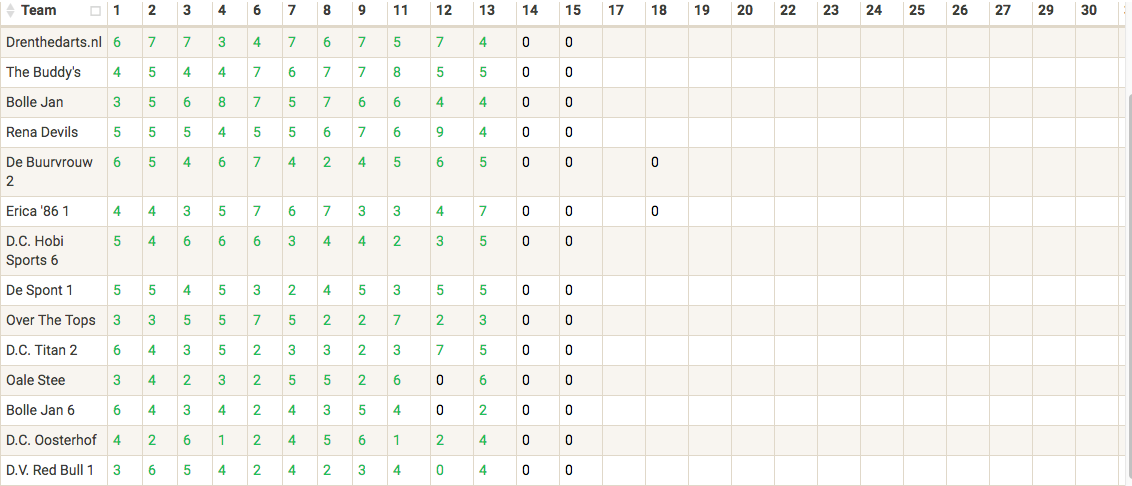 Team 1 2 3 4 6 7 8 9 11 12 13 14 15 17 18 19 20 22 23 24 25 26 27 29 30
Drenthedarts.nl 6 7 7 3 4 7 6 7 5 7 4 0 0
The Buddy's 4 5 4 4 7 6 7 7 8 5 5 0 0
Bolle Jan 3 5 6 8 7 5 7 6 6 4 4 0 0
Rena Devils 5 5 5 4 5 5 6 7 6 9 4 0 0
De Buurvrouw 6 5 4 6 7 4 2 4 5 6 5 0 0 0
2
Erica '86 1 4 4 3 5 7 6 7 3 3 4 7 0 0 0
D.C. Hobi 5 4 6 6 6 3 4 4 2 3 5 0 0
Sports 6
De Spont 1 5 5 4 5 3 2 4 5 3 5 5 0 0
Over The Tops 3 3 5 5 7 5 2 2 7 2 3 0 0
D.C. Titan 2 6 4 3 5 2 3 3 2 3 7 5 0 0
Oale Stee 3 4 2 3 2 5 5 2 6 0 6 0 0
Bolle Jan 6 6 4 3 4 2 4 3 5 4 0 2 0 0
D.C. Oosterhof 4 2 6 1 2 4 5 6 1 2 4 0 0
D.V. Red Bull 1 3 6 5 4 2 4 2 3 4 0 4 0 0